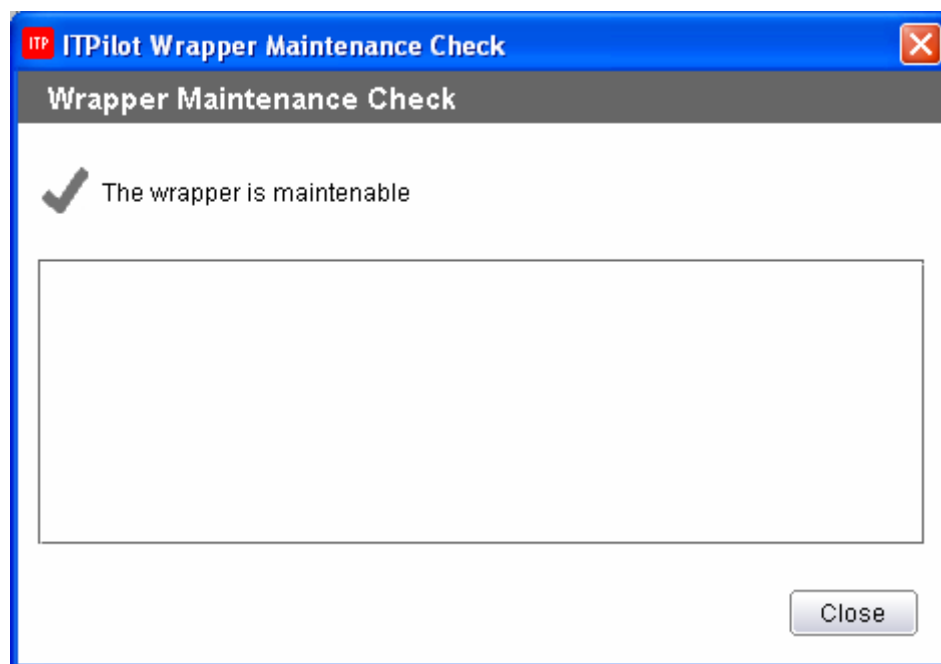 ITP ITPilot Wrapper Maintenance Check
Wrapper Maintenance Check
The wrapper is maintenable
Close